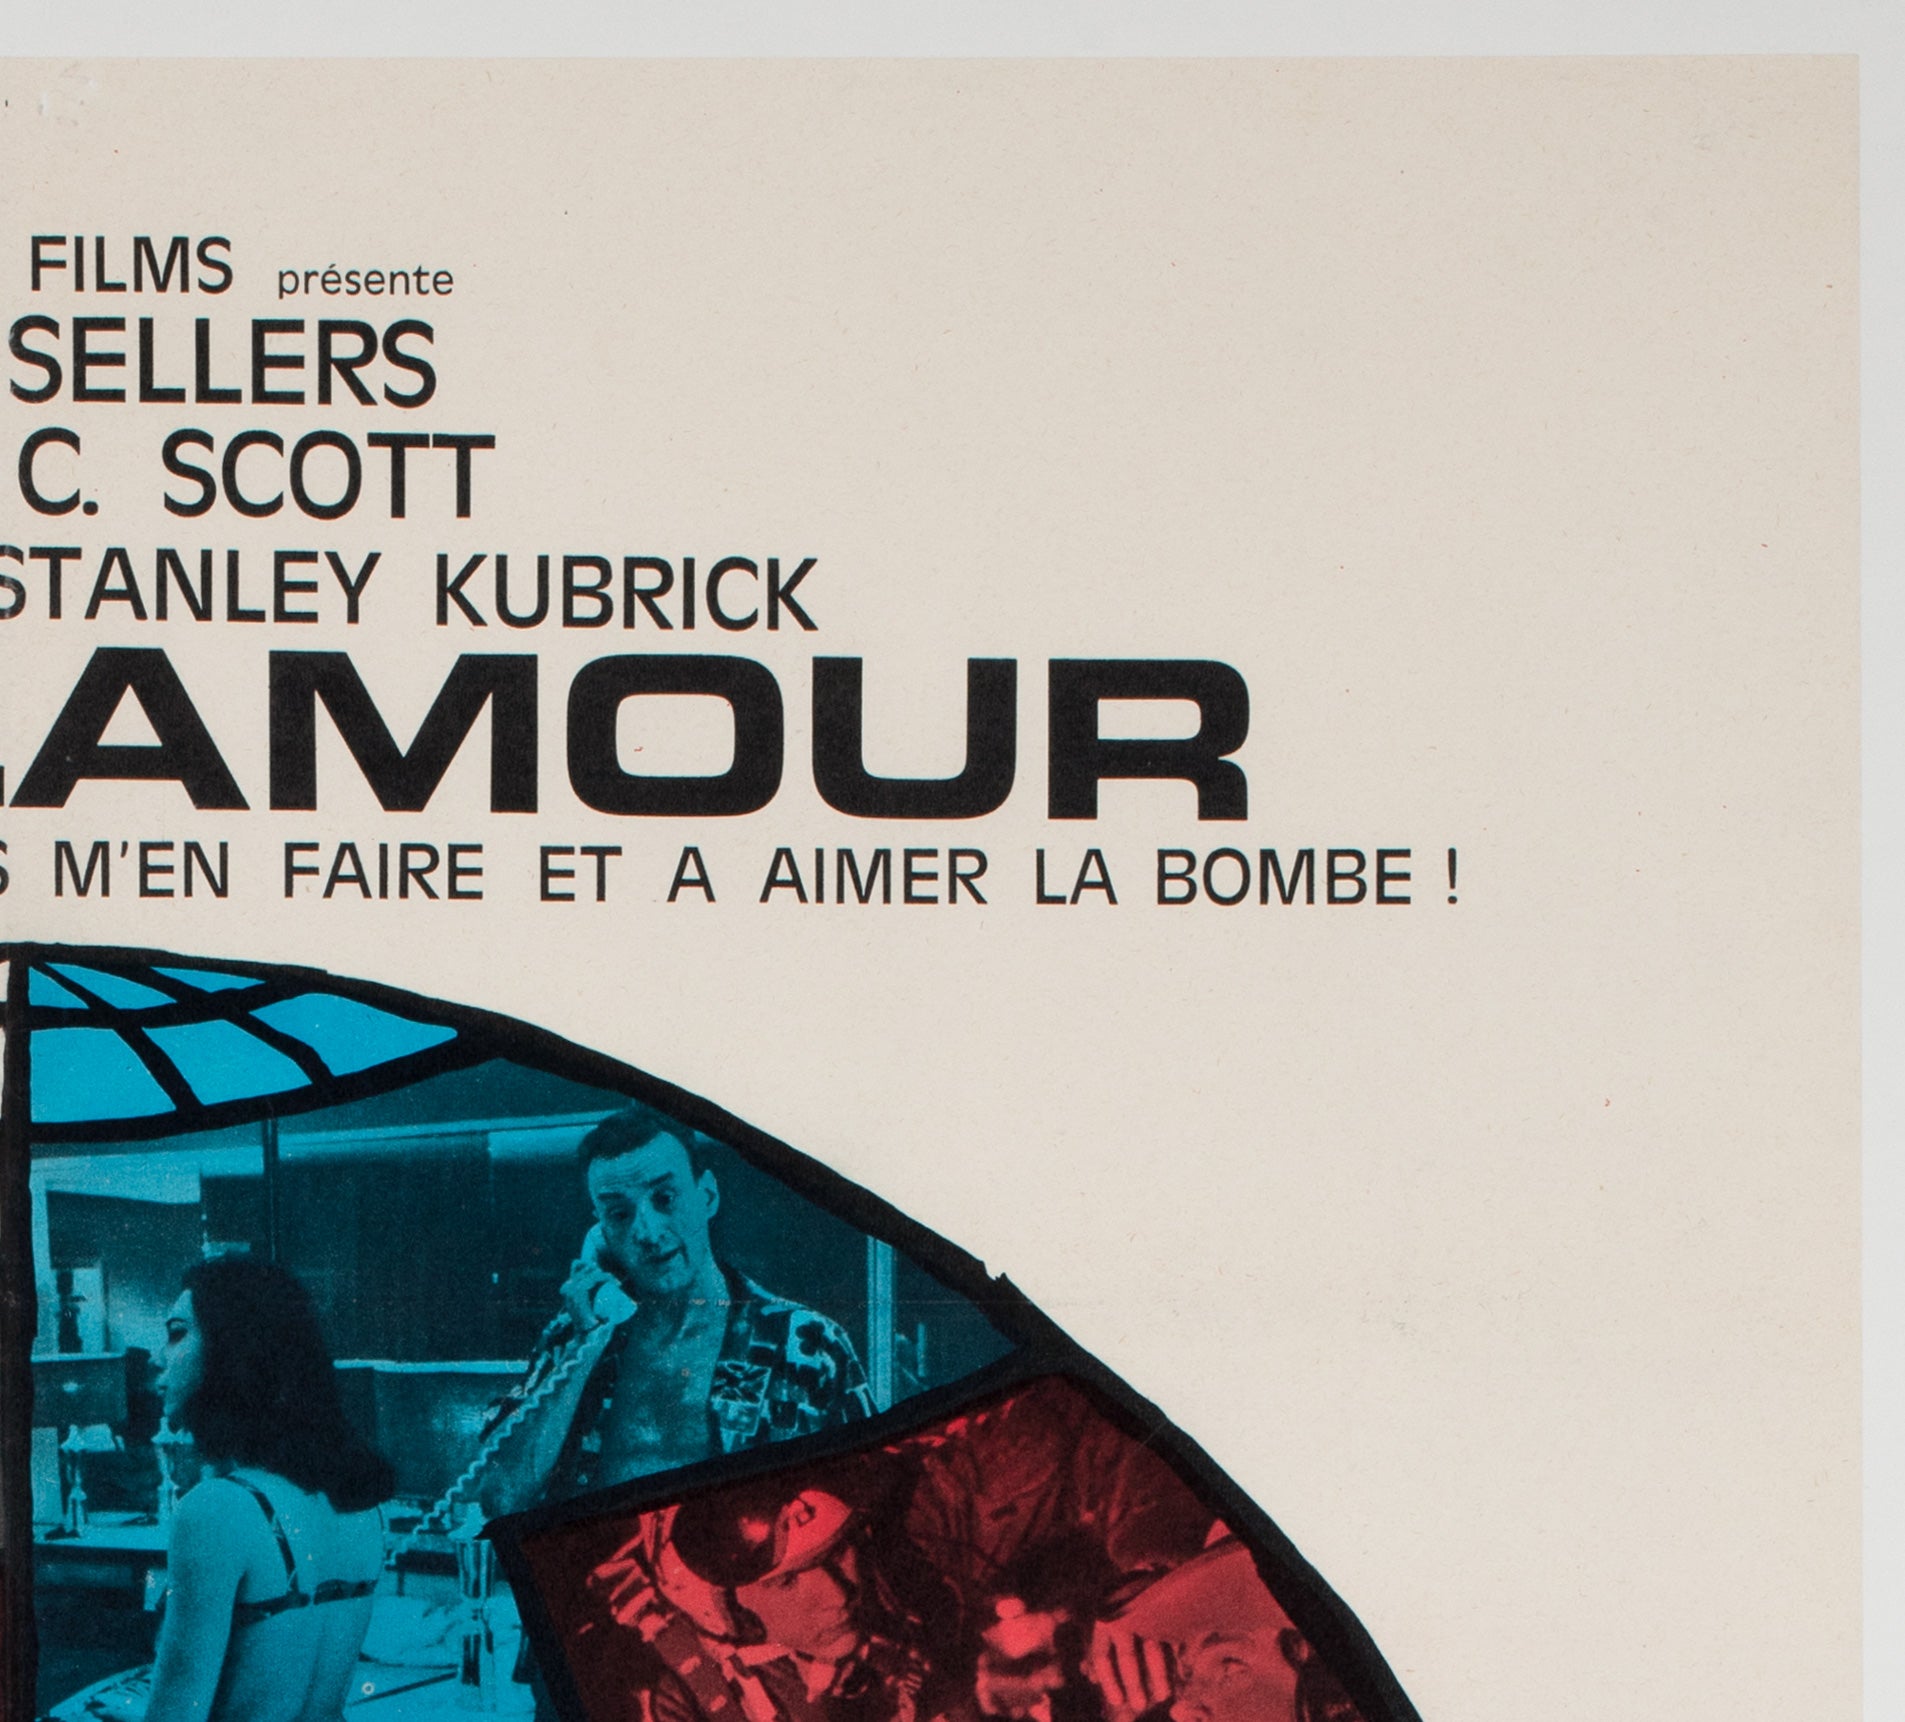 FILMS présente
SELLERS
C. SCOTT
STANLEY KUBRICK
AMOUR
M'EN FAIRE ET A AIMER LA BOMBE !